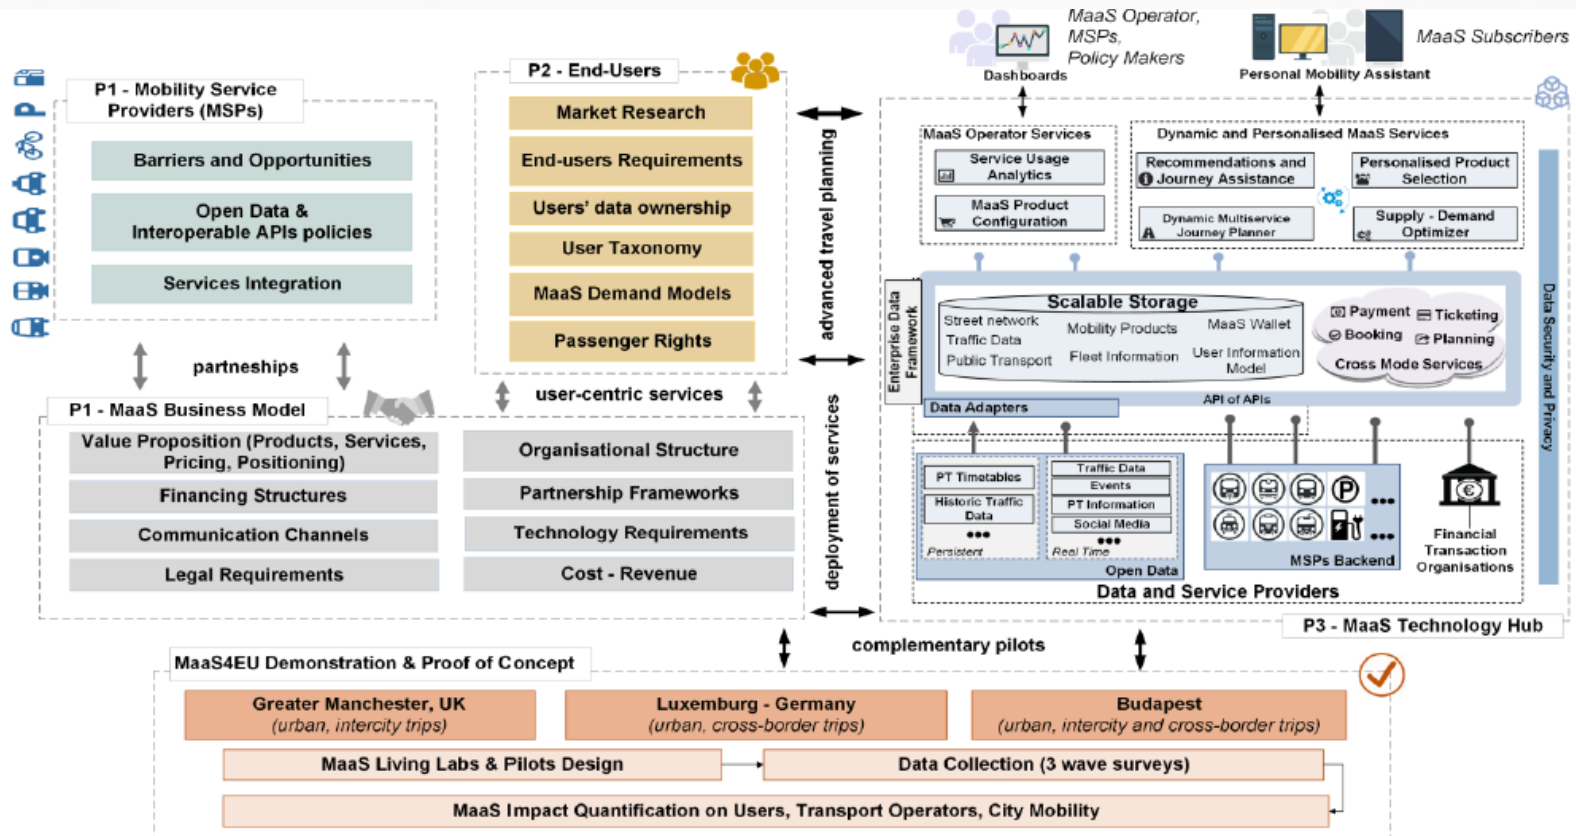 MaaS Operator,
MSPs,
Policy Makers
Dashboards
MaaS Subscribers
Personal Mobility Assistant
P1 - Mobility Service
Providers (MSPs)
Barriers and Opportunities
Open Data &
Interoperable APIs policies
Services Integration
partneships
P2 - End-Users
Market Research
End-users Requirements
Users' data ownership
User Taxonomy
MaaS Demand Models
Passenger Rights
user-centric services
advanced travel planning
deployment of services
P1 - MaaS Business Model
Value Proposition (Products, Services,
Pricing, Positioning)
Financing Structures
Communication Channels
Legal Requirements
Organisational Structure
Partnership Frameworks
Technology Requirements
Cost - Revenue
MaaS Operator Services
Service Usage
Analytics
MaaS Product
Configuration
Dynamic and Personalised MaaS Services
Recommendations and
Journey Assistance
Personalised Product
Selection
Dynamic Multiservice
Journey Planner
Supply - Demand
Optimizer
Enterprise Data
Framework
Scalable Storage
Street network
Traffic Data
Public Transport
Mobility Products
Fleet Information
MaaS Wallet
User Information
Model
Payment
Ticketing
Booking
Planning
Cross Mode Services
Data Adapters
API of APIs
Data Security and Privacy
PT Timetables
Historic Traffic
Data
Persistent
Traffic Data
Events
PT Information
Social Media
Real Time
Open Data
P
MSPs Backend
Financial
Transaction
Organisations
Data and Service Providers
P3 - MaaS Technology Hub
complementary pilots
MaaS4EU Demonstration & Proof of Concept
Greater Manchester, UK
(urban, intercity trips)
Luxemburg - Germany
(urban, cross-border trips)
Budapest
(urban, intercity and cross-border trips)
MaaS Living Labs & Pilots Design
Data Collection (3 wave surveys)
MaaS Impact Quantification on Users, Transport Operators, City Mobility